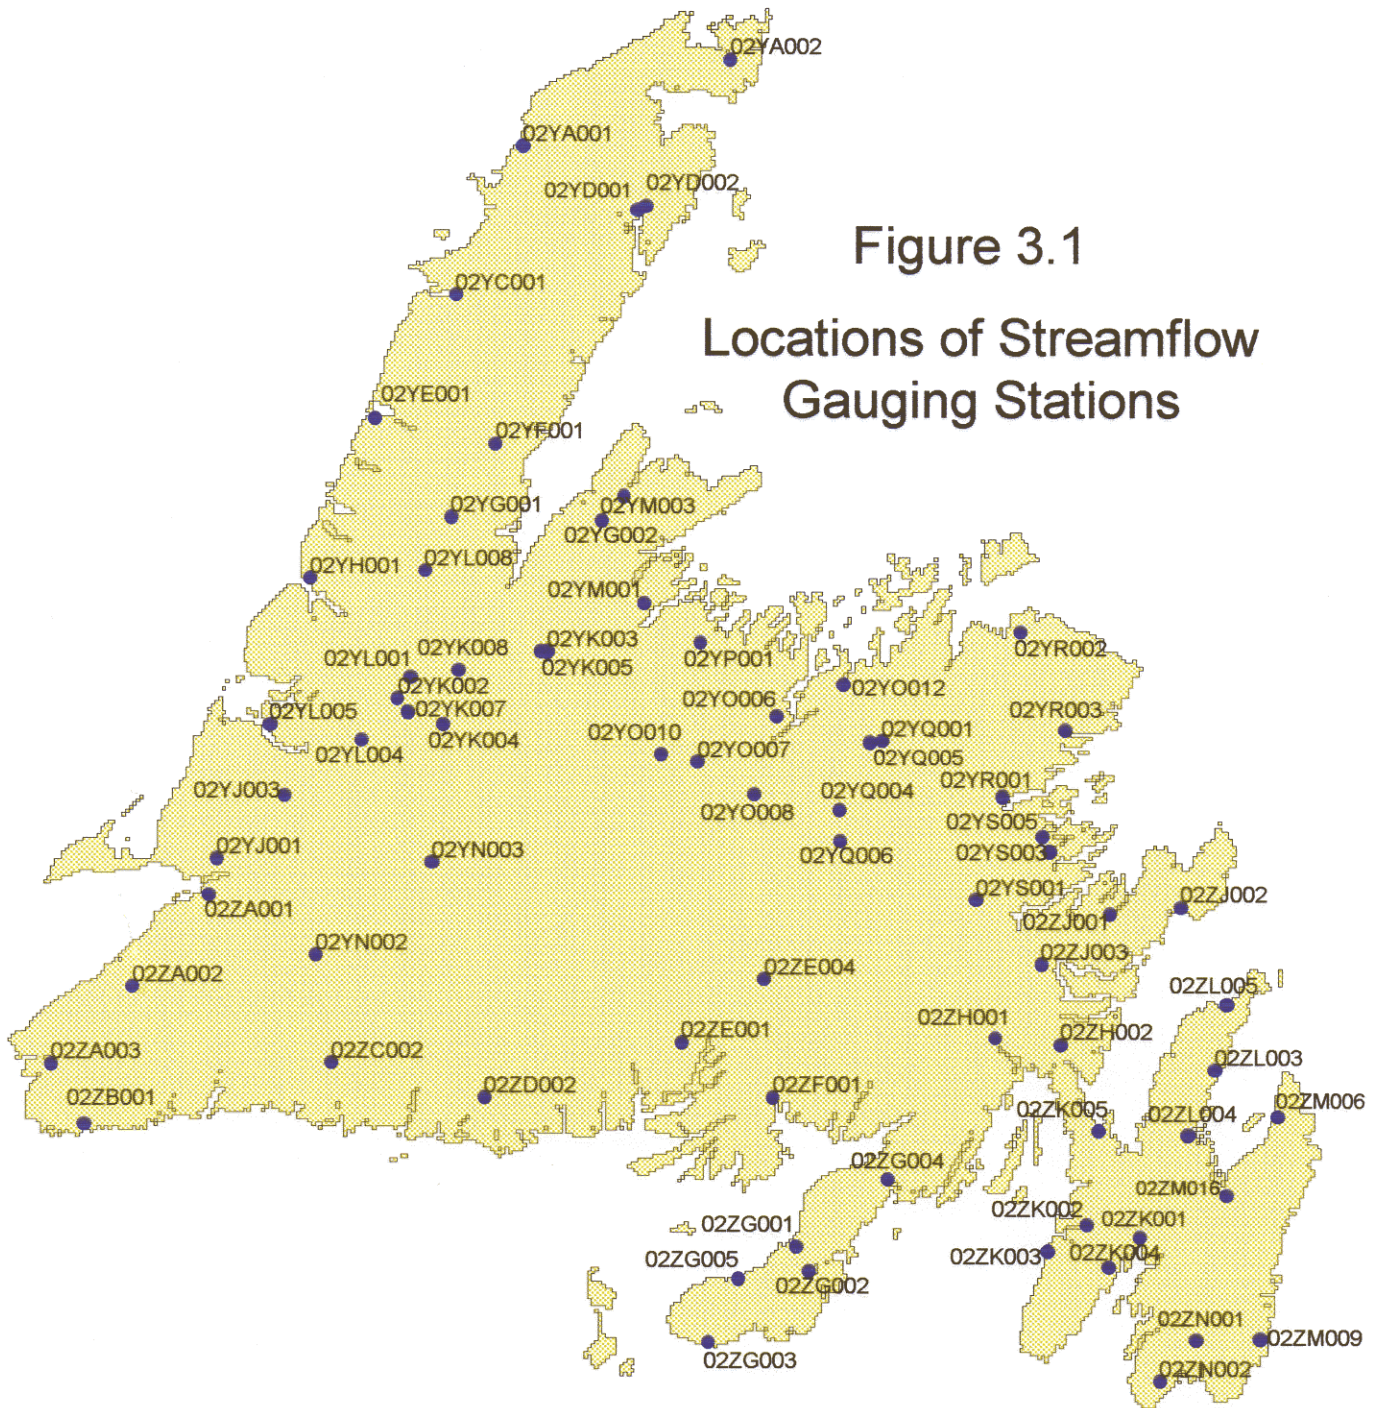 02YA002
02YA001
02YD001
02YD002
Figure 3.1
02YC001
Locations of Streamflow
Gauging Stations
02YE001
02YF001
02YG001
02YM003
02YG002
02YH001
02YL008
02YM001
02YK003
02YL001
02YK008
02YK005
02YP001
02YR002
02YK002
02YO012
02YL005
02YK007
02YO006
02YR003
02YL004
02YK004
02YO010
02YO007
02YQ001
02YQ005
02YJ003
02YR001
02YO008
02YQ004
02YS005
02YJ001
02YN003
02YQ006
02YS003
02ZA001
02YS001
02ZJ002
02ZJ001
02YN002
02ZA002
02ZE004
02ZJ003
02ZL005
02ZE001
02ZH001
02ZH002
02ZA003
02ZC002
02ZL003
02ZB001
02ZD002
02ZF001
02ZK005
02ZL004
02ZM006
02ZG004
02ZM016
02ZG001
02ZK002
02ZK001
02ZG005
02ZK003
02ZK004
02ZG002
02ZN001
02ZM009
02ZG003
02ZN002